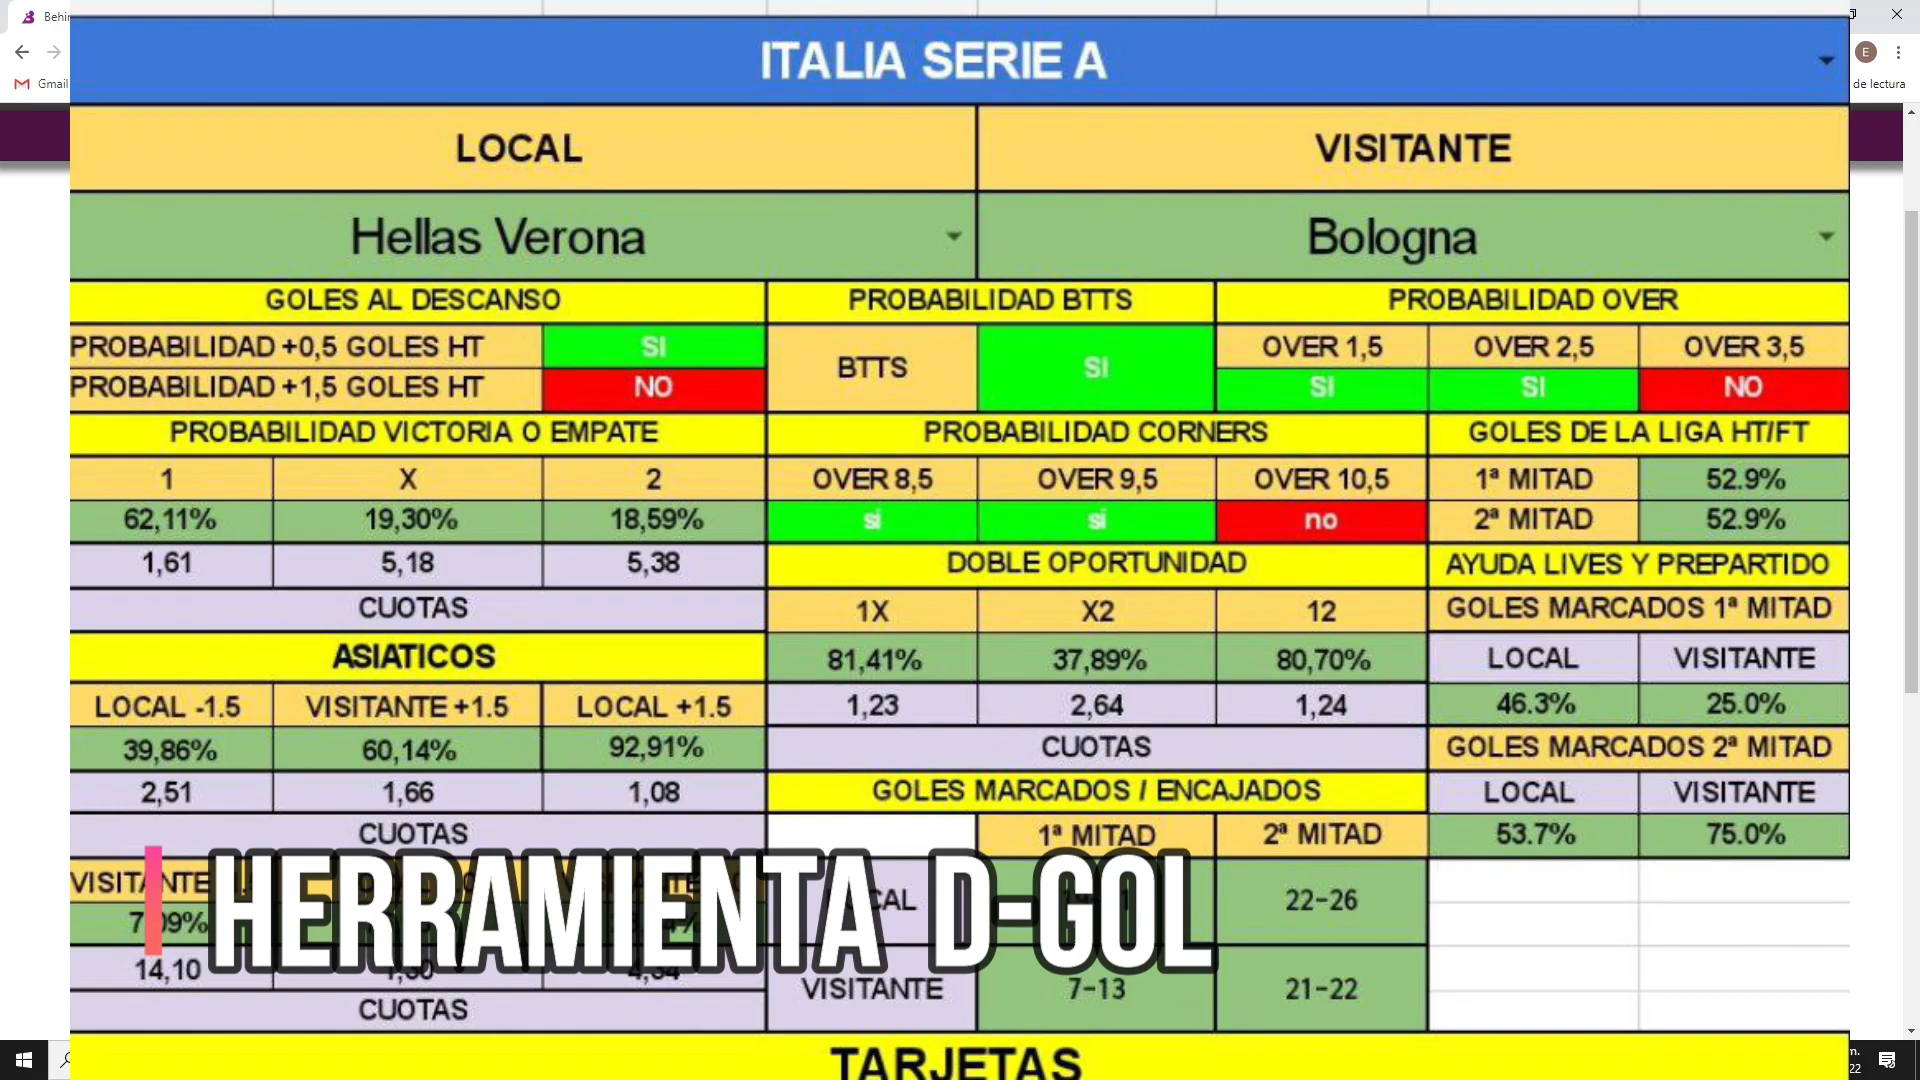 Behin
Gmail
de lectura
E
ITALIA SERIE A
LOCAL VISITANTE
Hellas Verona Bologna
GOLES AL DESCANSO PROBABILIDAD BTTS PROBABILIDAD OVER
PROBABILIDAD +0,5 GOLES HT SI BTTS SI OVER 1,5 OVER 2,5 OVER 3,5
PROBABILIDAD +1,5 GOLES HT NO SI SI NO
PROBABILIDAD VICTORIA O EMPATE PROBABILIDAD CORNERS GOLES DE LA LIGA HT/FT
1 X 2 OVER 8,5 OVER 9,5 OVER 10,5 1ª MITAD 52.9%
62,11% 19,30% 18,59% si si no 2ª MITAD 52.9%
1,61 5,18 5,38 DOBLE OPORTUNIDAD AYUDA LIVES Y PREPARTIDO
CUOTAS 1X X2 12 GOLES MARCADOS 1ª MITAD
ASIATICOS 81,41% 37,89% 80,70% LOCAL VISITANTE
LOCAL -1.5 VISITANTE +1.5 LOCAL +1.5 1,23 2,64 1,24 46.3% 25.0%
39,86% 60,14% 92,91% CUOTAS GOLES MARCADOS 2ª MITAD
2,51 1,66 1,08 GOLES MARCADOS / ENCAJADOS LOCAL VISITANTE
CUOTAS 1ª MITAD 2ª MITAD 53.7% 75.0%
22-26
HERRAMIENTA D=GOL
14,10
VISITANTE 7-13 21-22
CUOTAS
TARJETAS
22